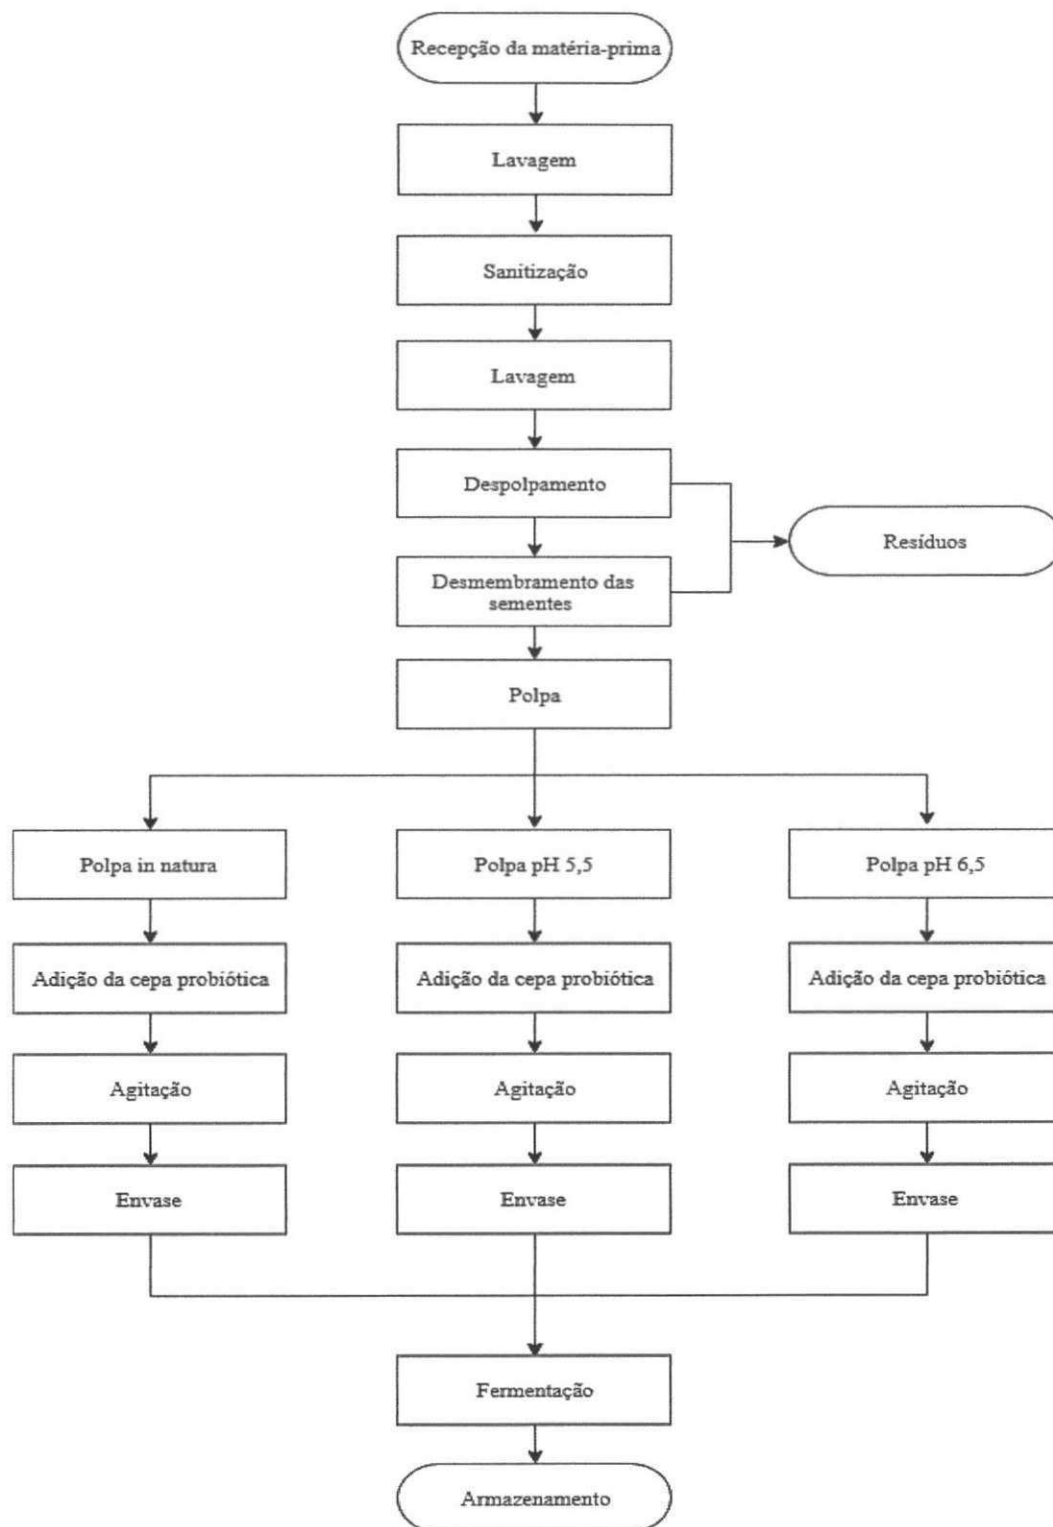 Recepção da matéria-prima
Lavagem
Sanitização
Lavagem
Despolpamento
Resíduos
Desmembramento das
sementes
Polpa
Polpa in natura
Polpa pH 5,5
Polpa pH 6,5
Adição da cepa probiótica
Adição da cepa probiótica
Adição da cepa probiótica
Agitação
Agitação
Agitação
Envase
Envase
Envase
Fermentação
Armazenamento